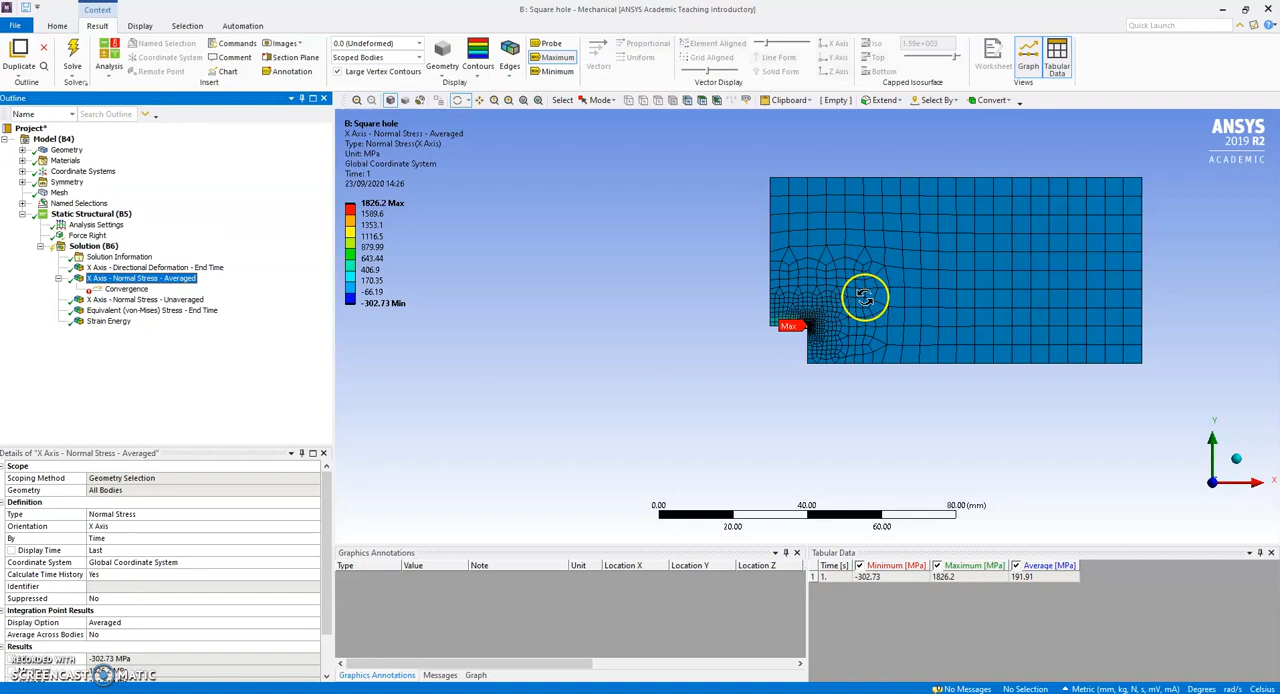 Context
B : Square hole - Mechanical [ANSYS Academic Teaching Introductory]
File Home Result Display Selection Automation Quick Launch
Duplicate Solve Analysis
Named Selection Commands Images
Coordinate System Comment Section Plane
Remote Point Chart Annotation
0.0 (Undeformed)
Scoped Bodies
Large Vertical Contours
Geometry Contours Edges
Probe
Maximum
Minimum
Vectors Proportional Uniform
Element Aligned Grid Aligned Line Form Solid Form
X Axis Y Axis Z Axis
Iso Top Bottom 1.59e+003
Worksheet Graph Tabular Data
Outline Solver Insert Display Vector Display Capped Isosurface Views
Outline
Name Search Outline
Select Mode Clipboard [ Empty ] Extend Select By Convert
Project*
Model (B4)
Geometry
Materials
Coordinate Systems
Symmetry
Mesh
Named Selections
Static Structural (B5)
Analysis Settings
Force Right
Solution (B6)
Solution Information
X Axis - Directional Deformation - End Time
X Axis - Normal Stress - Averaged
Convergence
X Axis - Normal Stress - Unaveraged
Equivalent (von-Mises) Stress - End Time
Strain Energy
B: Square hole
X Axis - Normal Stress - Averaged
Type: Normal Stress(X Axis)
Unit: MPa
Global Coordinate System
Time: 1
23/09/2020 14:26
1826.2 Max
1589.6
1353.1
1116.5
879.99
643.44
406.9
170.35
-66.19
-302.73 Min
Max
ANSYS
2019 R2
ACADEMIC
Y
X
0.00 40.00 80.00 (mm)
20.00 60.00
Details of "X Axis - Normal Stress - Averaged"
Scope
Scoping Method Geometry Selection
Geometry All Bodies
Definition
Type Normal Stress
Orientation X Axis
By Time
Display Time Last
Coordinate System Global Coordinate System
Calculate Time History Yes
Identifier
Suppressed No
Integration Point Results
Display Option Averaged
Average Across Bodies No
Results
-302.73 MPa
RECORDED WITH
SCREENCAST MATIC
Graphics Annotations
Type Value Note Unit Location X Location Y Location Z
Graphics Annotations Messages Graph
Tabular Data
Time [s] Minimum [MPa] Maximum [MPa] Average [MPa]
1 1. -302.73 1826.2 191.91
No Messages No Selection Metric (mm, kg, N, s, mV, mA) Degrees rad/s Celsius